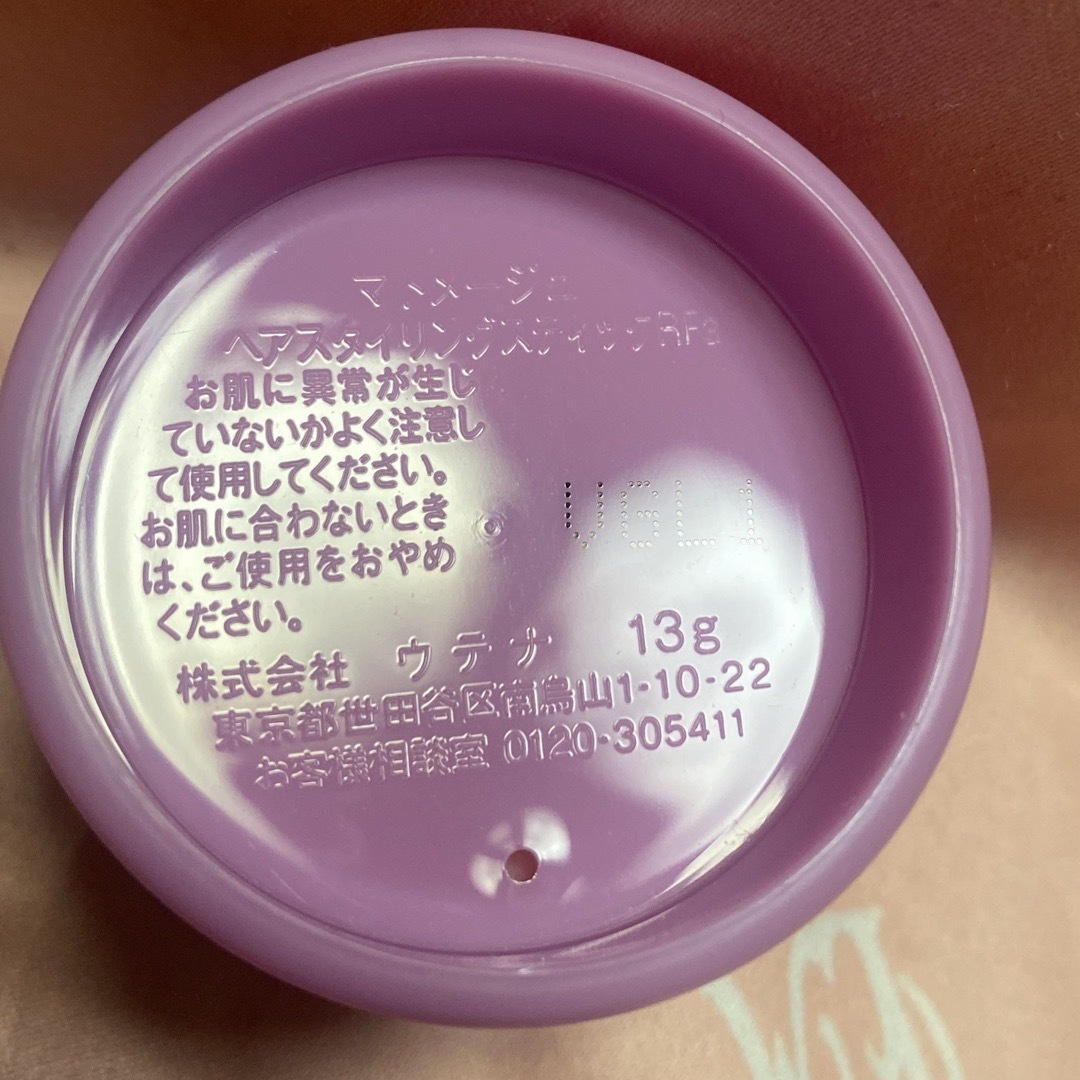 マトメージュ
ヘアスタイリングスティックRFa
お肌に異常が生じ
ていないかよく注意し
て使用してください。
お肌に合わないとき
は、ご使用をおやめ
ください。
VGL1
株式会社 ウテナ 13g
東京都世田谷区南烏山1-10-22
お客様相談室 0120・305411